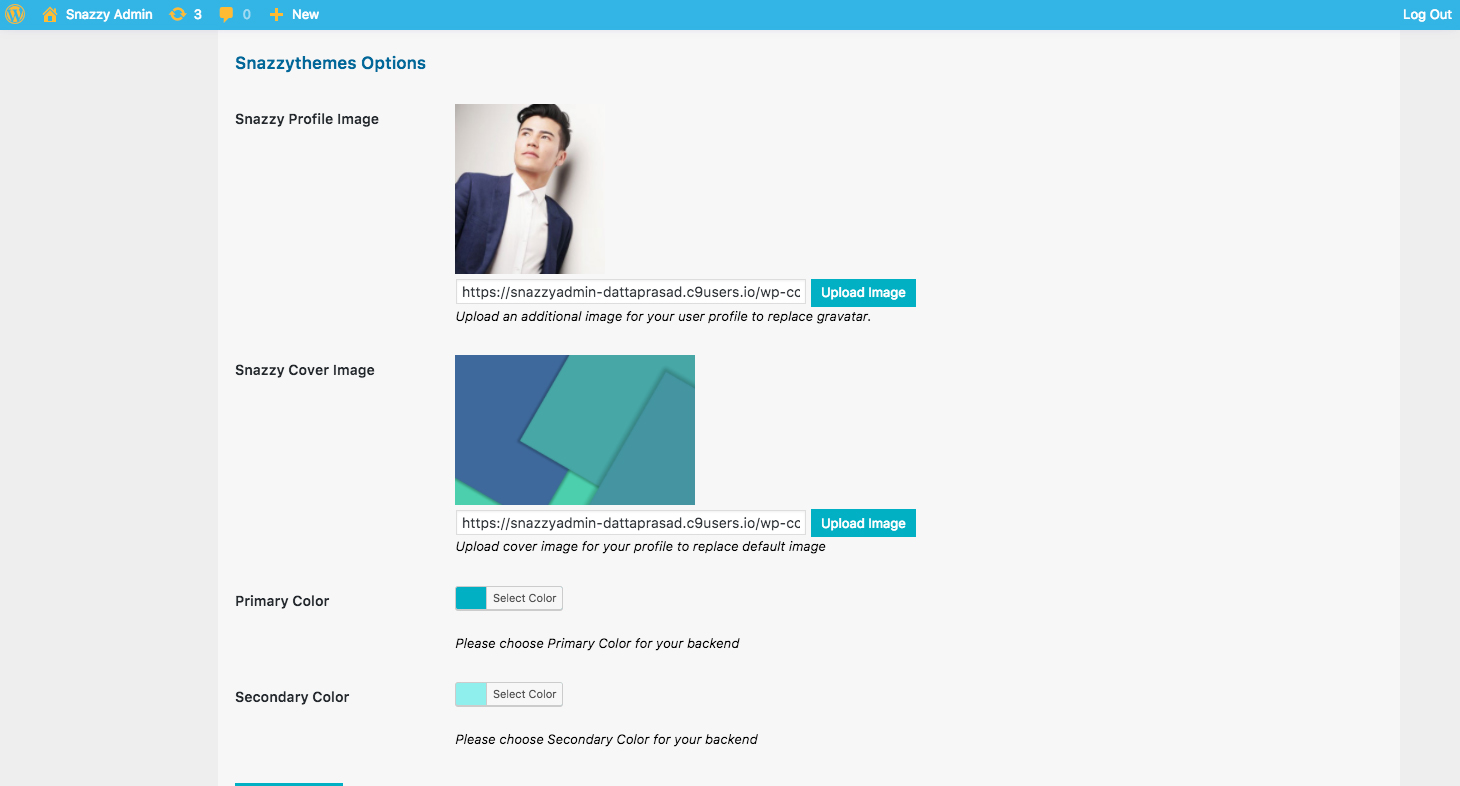 Snazzy Admin 3 0 New Log Out
Snazzythemes Options
Snazzy Profile Image
https://snazzyadmin-dattaprasad.c9users.io/wp-cc Upload Image
Upload an additional image for your user profile to replace gravatar.
Snazzy Cover Image
https://snazzyadmin-dattaprasad.c9users.io/wp-cc Upload Image
Upload cover image for your profile to replace default image
Primary Color Select Color
Please choose Primary Color for your backend
Secondary Color Select Color
Please choose Secondary Color for your backend